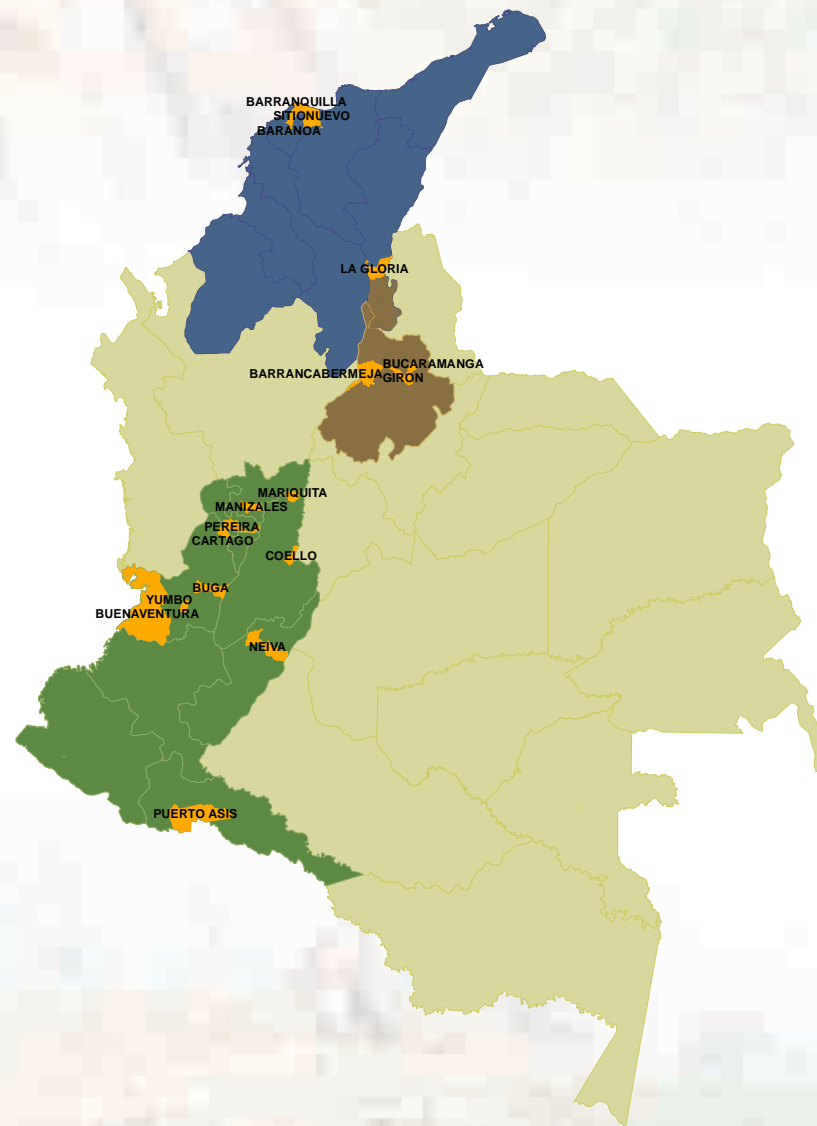 BARRANQUILLA
SITIONUEVO
BARANOA
LA GLORIA
BUCARAMANGA
BARRANCABERMEJA
GIRON
MARIQUITA
MANIZALES
PEREIRA
CARTAGO
COELLO
BUGA
YUMBO
BUENAVENTURA
NEIVA
PUERTO ASIS